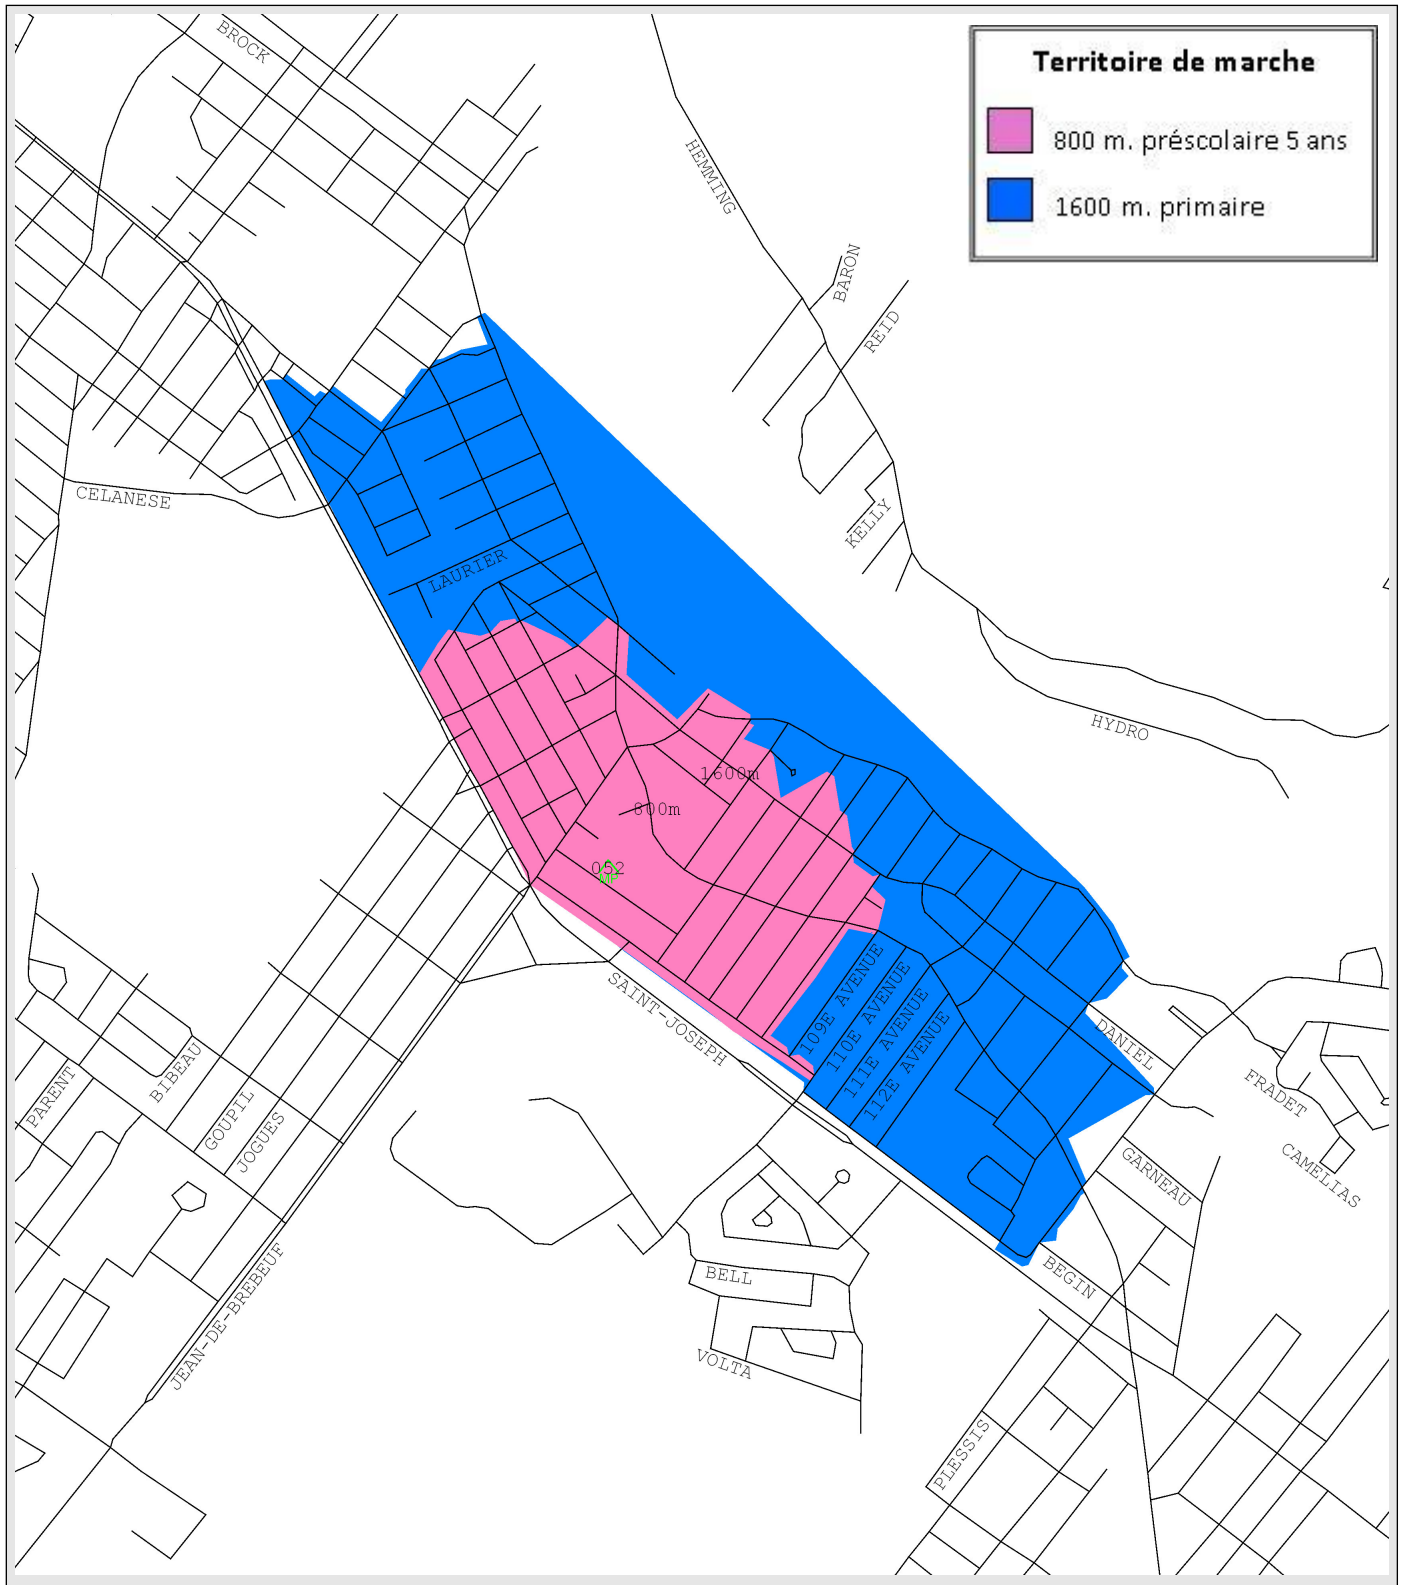 BROCK
Territoire de marche
800 m. préscolaire 5 ans
1600 m. primaire
HEMMING
BARON
REID
CELANESE
KELLY
LAURIER
HYDRO
1600m
800m
052
SAINT-JOSEPH
109E AVENUE
110E AVENUE
111E AVENUE
112E AVENUE
DANIEL
FRADET
CAMELIAS
GARNEAU
PARENT
BIBEAU
GOUPIL
JOGUES
JEAN-DE-BREBEUF
BELL
BEGIN
VOLTA
PLESSIS